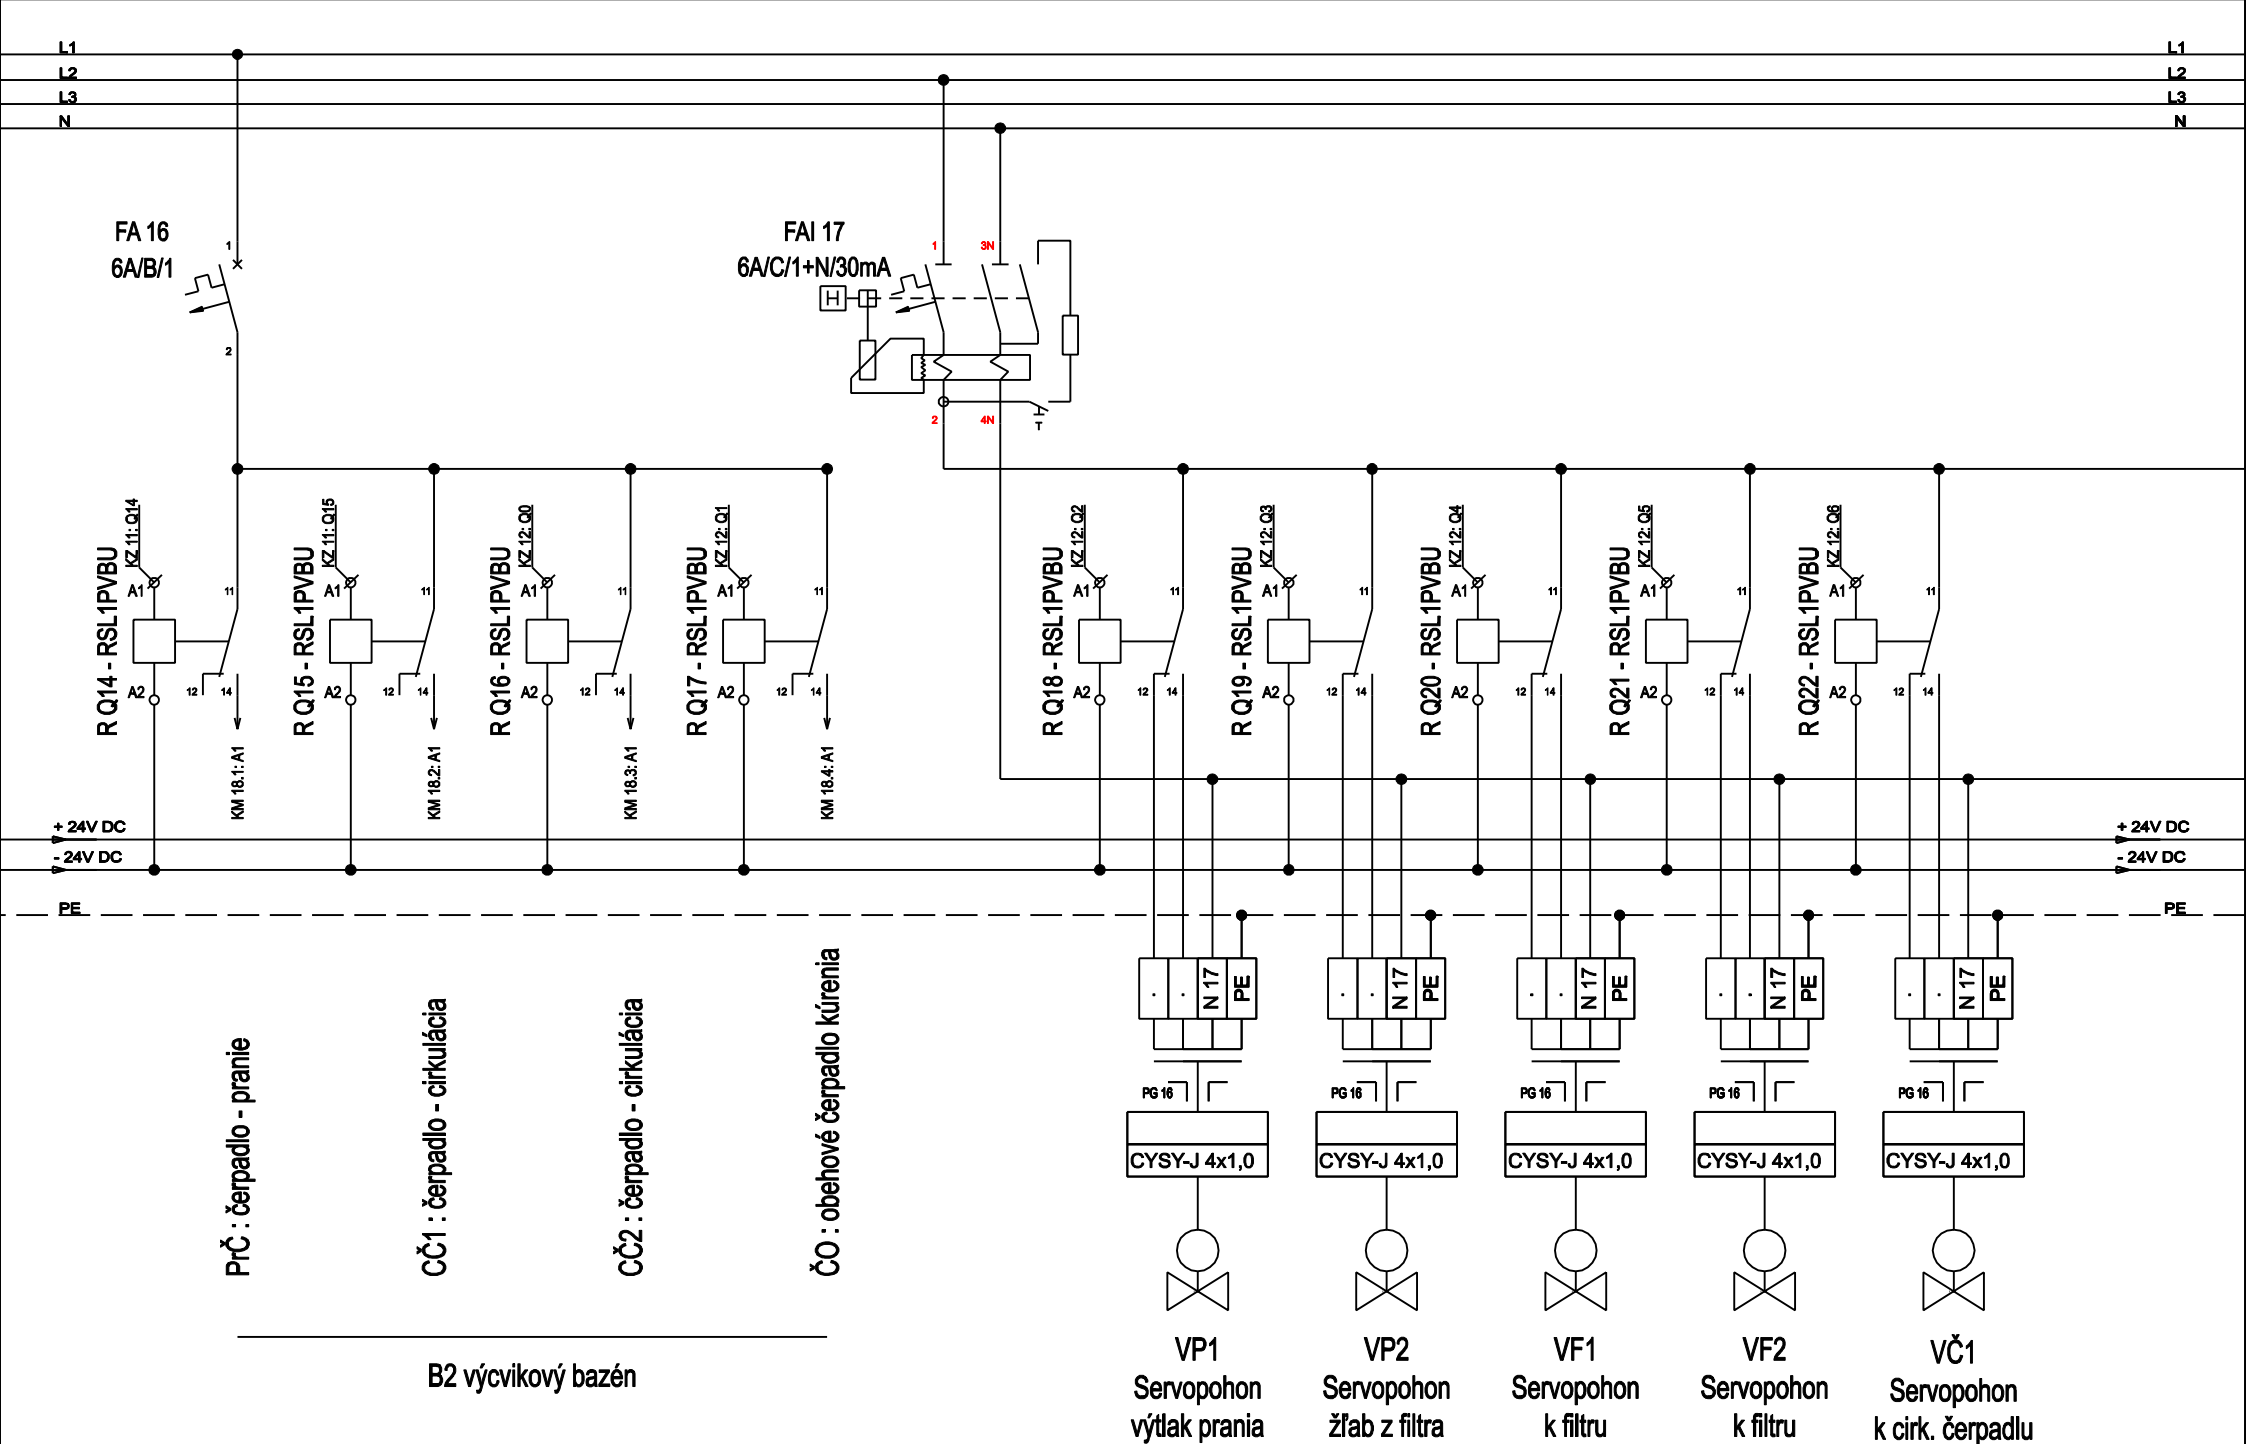 L1 L1
L2 L2
L3 L3
N N
FA 16
6A/B/1
1
2
FAI 17
6A/C/1+N/30mA
1 3N
H
2 4N
T
R Q14 - RSL1PVBU
KZ 11: Q14
A1 11
A2 12 14
KM 18.1: A1
R Q15 - RSL1PVBU
KZ 11: Q15
A1 11
A2 12 14
KM 18.2: A1
R Q16 - RSL1PVBU
KZ 12: Q0
A1 11
A2 12 14
KM 18.3: A1
R Q17 - RSL1PVBU
KZ 12: Q1
A1 11
A2 12 14
KM 18.4: A1
R Q18 - RSL1PVBU
KZ 12: Q2
A1 11
A2 12 14
R Q19 - RSL1PVBU
KZ 12: Q3
A1 11
A2 12 14
R Q20 - RSL1PVBU
KZ 12: Q4
A1 11
A2 12 14
R Q21 - RSL1PVBU
KZ 12: Q5
A1 11
A2 12 14
R Q22 - RSL1PVBU
KZ 12: Q6
A1 11
A2 12 14
+ 24V DC + 24V DC
- 24V DC - 24V DC
PE PE
PrČ : čerpadlo - pranie
CČ1 : čerpadlo - cirkulácia
CČ2 : čerpadlo - cirkulácia
ČO : obehové čerpadlo kúrenia
B2 výcvikový bazén
. . N 17 PE
PG 16
CYSY-J 4x1,0
VP1
Servopohon
výtlak prania
. . N 17 PE
PG 16
CYSY-J 4x1,0
VP2
Servopohon
žľab z filtra
. . N 17 PE
PG 16
CYSY-J 4x1,0
VF1
Servopohon
k filtru
. . N 17 PE
PG 16
CYSY-J 4x1,0
VF2
Servopohon
k filtru
. . N 17 PE
PG 16
CYSY-J 4x1,0
VČ1
Servopohon
k cirk. čerpadlu